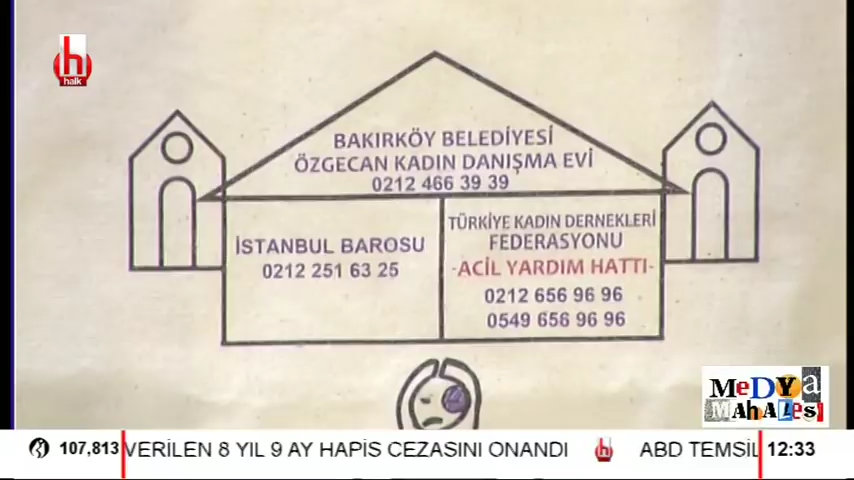 h
halk
BAKIRKÖY BELEDİYESİ
ÖZGECAN KADIN DANIŞMA EVİ
0212 466 39 39
İSTANBUL BAROSU
0212 251 63 25
TÜRKİYE KADIN DERNEKLERİ
FEDERASYONU
-ACİL YARDIM HATTI-
0212 656 96 96
0549 656 96 96
MeDYa
MAhALLesI
107,813 VERİLEN 8 YIL 9 AY HAPİS CEZASINI ONANDI h ABD TEMSİL 12:33